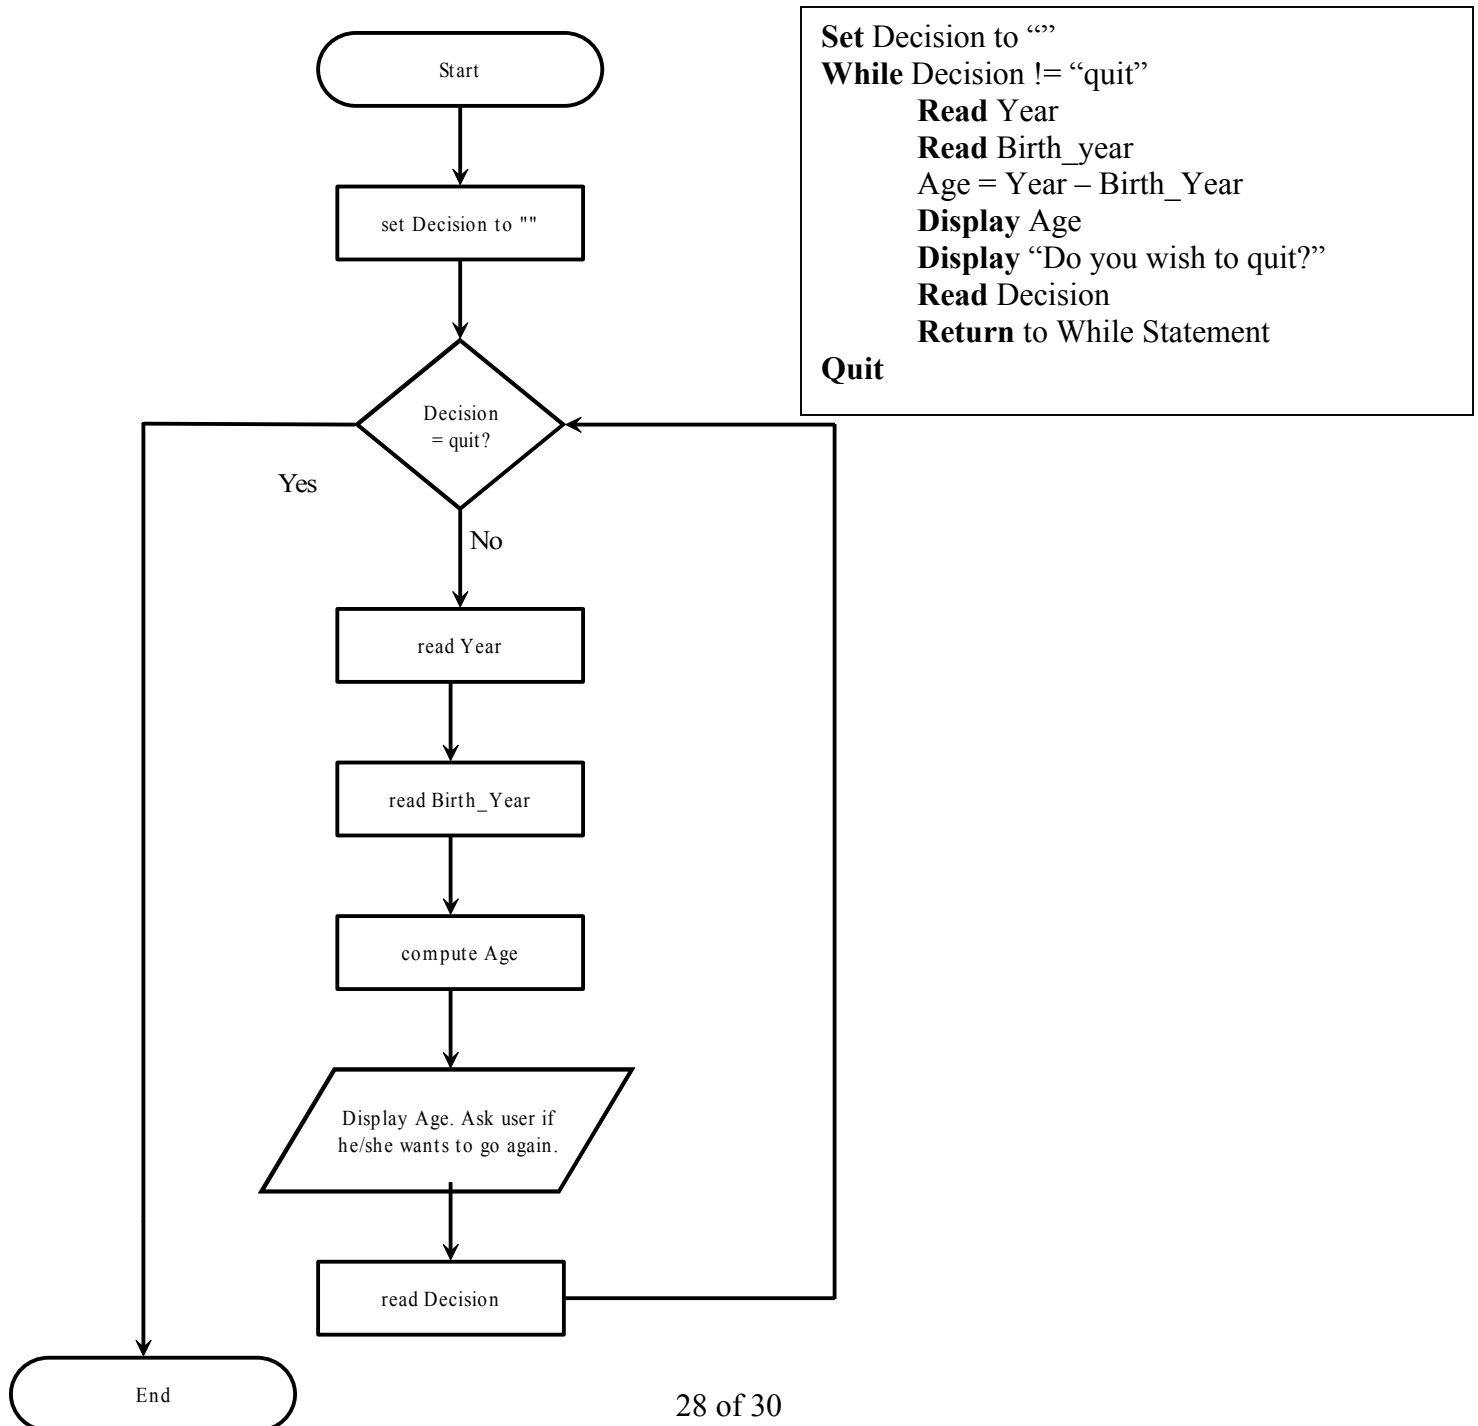 Start
set Decision to ""
Decision
= quit?
Yes
No
read Year
read Birth_Year
compute Age
Display Age. Ask user if
he/she wants to go again.
read Decision
End
Set Decision to “”
While Decision != “quit”
Read Year
Read Birth_year
Age = Year – Birth_Year
Display Age
Display “Do you wish to quit?”
Read Decision
Return to While Statement
Quit
28 of 30